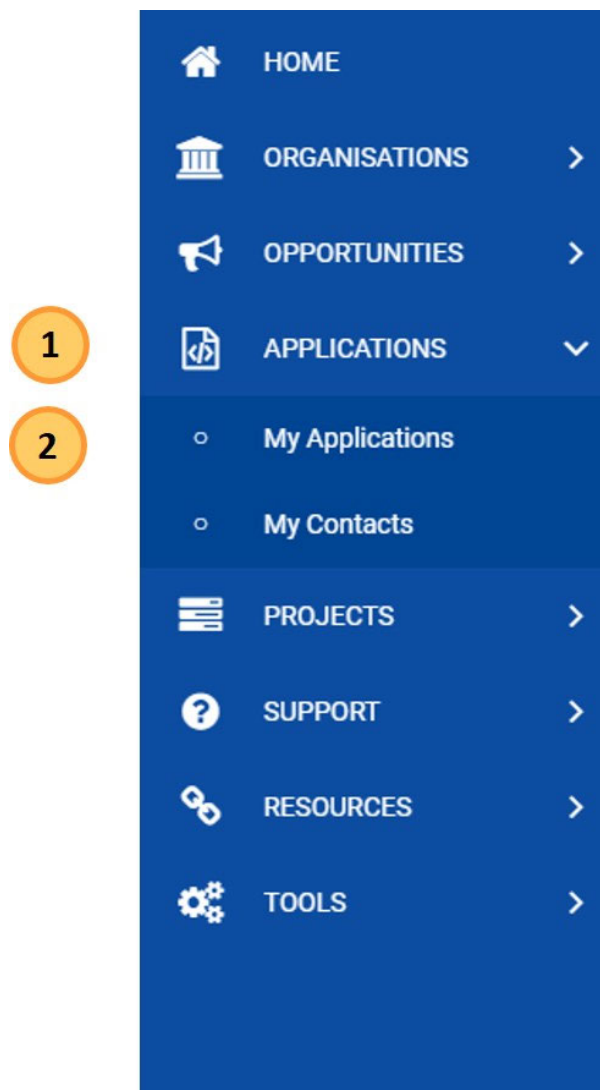 HOME
ORGANISATIONS
OPPORTUNITIES
1 APPLICATIONS
2 My Applications
My Contacts
PROJECTS
SUPPORT
RESOURCES
TOOLS